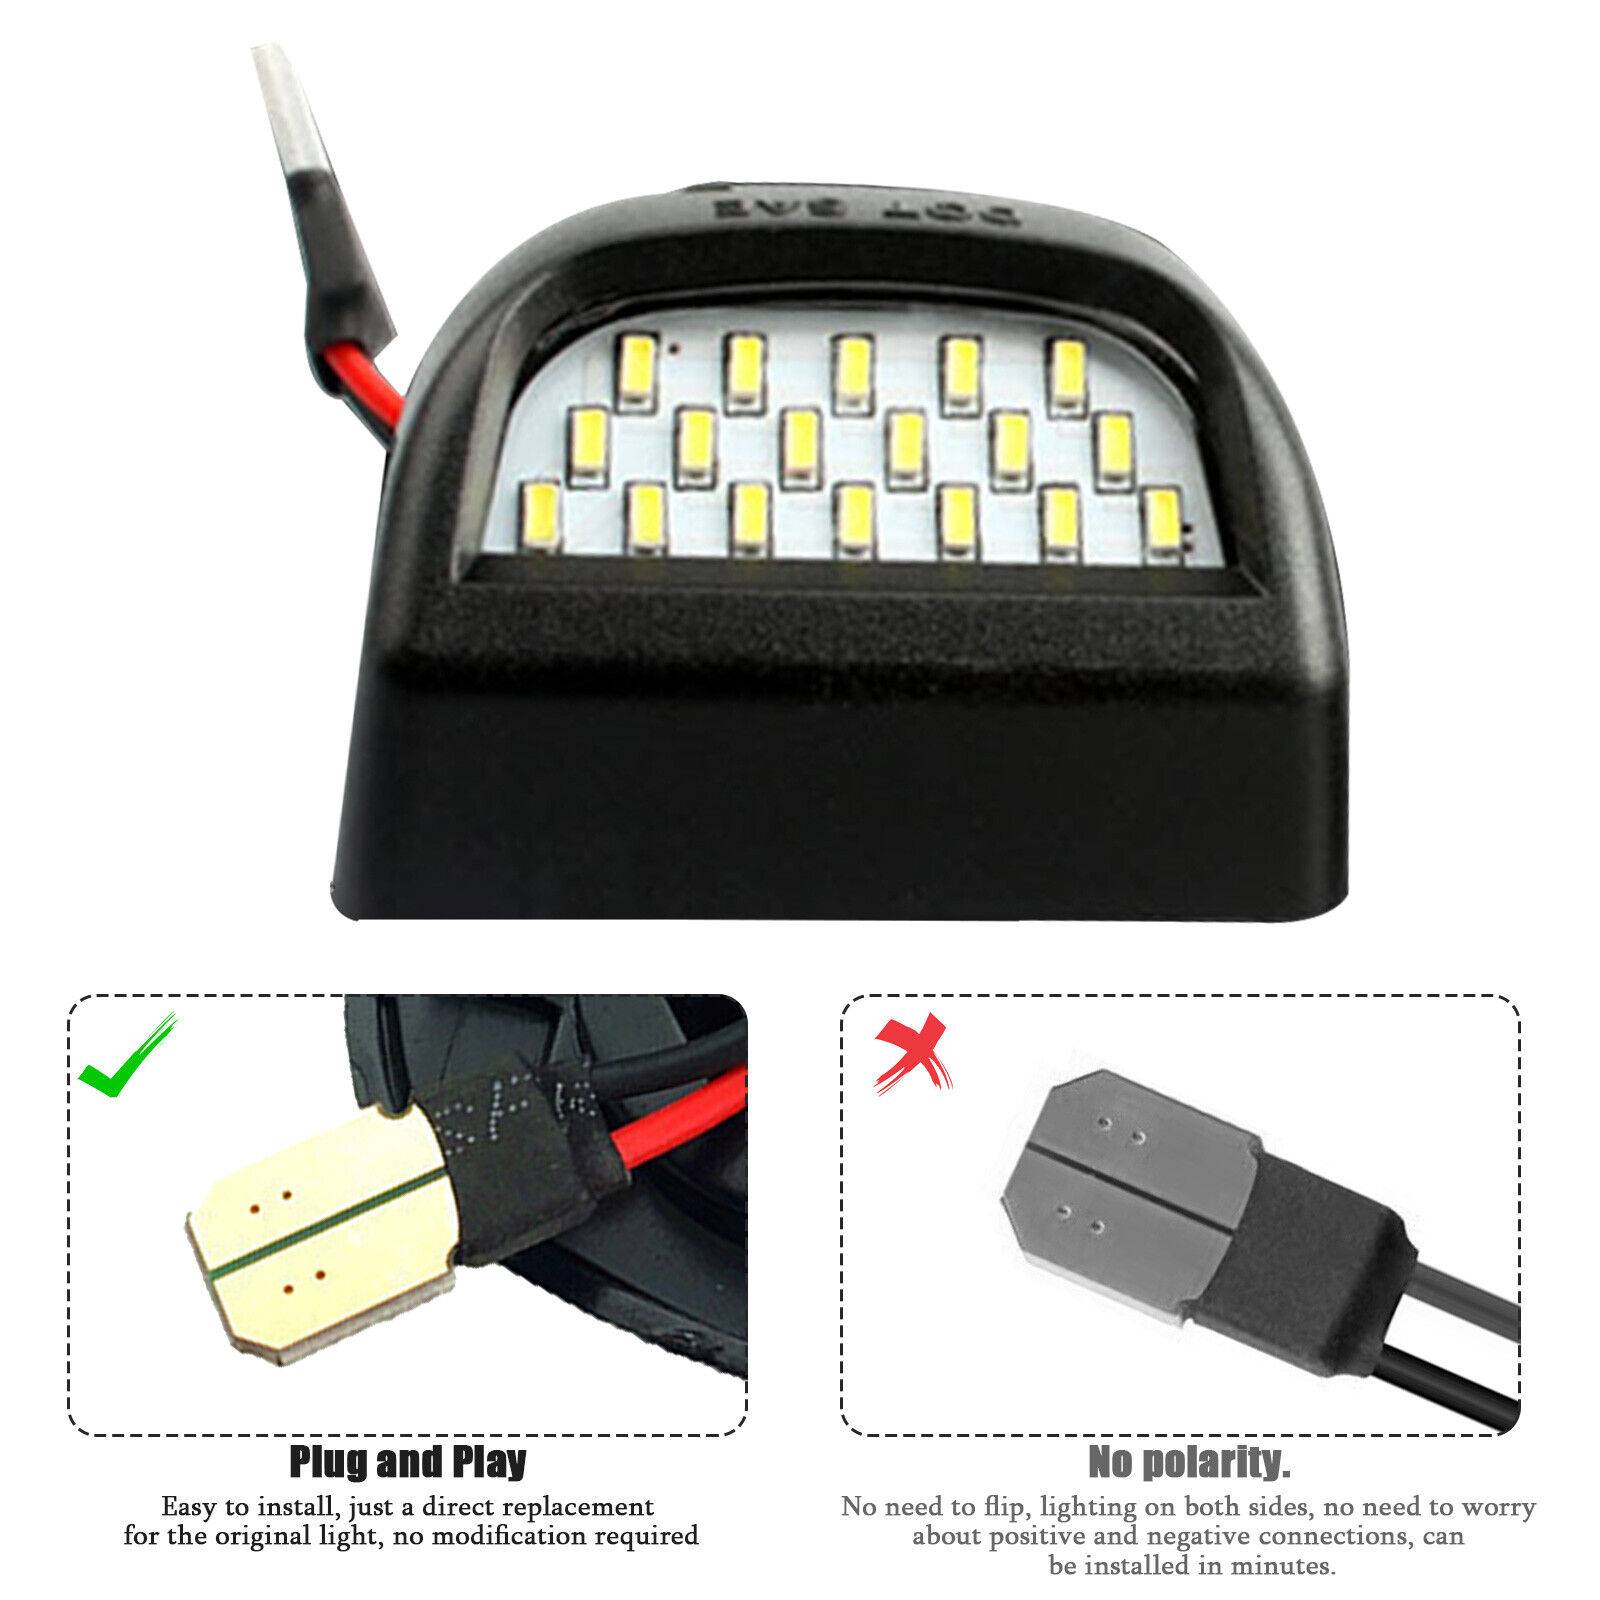 DOT SAE
Plug and Play
Easy to install, just a direct replacement
for the original light, no modification required
No polarity.
No need to flip, lighting on both sides, no need to worry
about positive and negative connections, can
be installed in minutes.